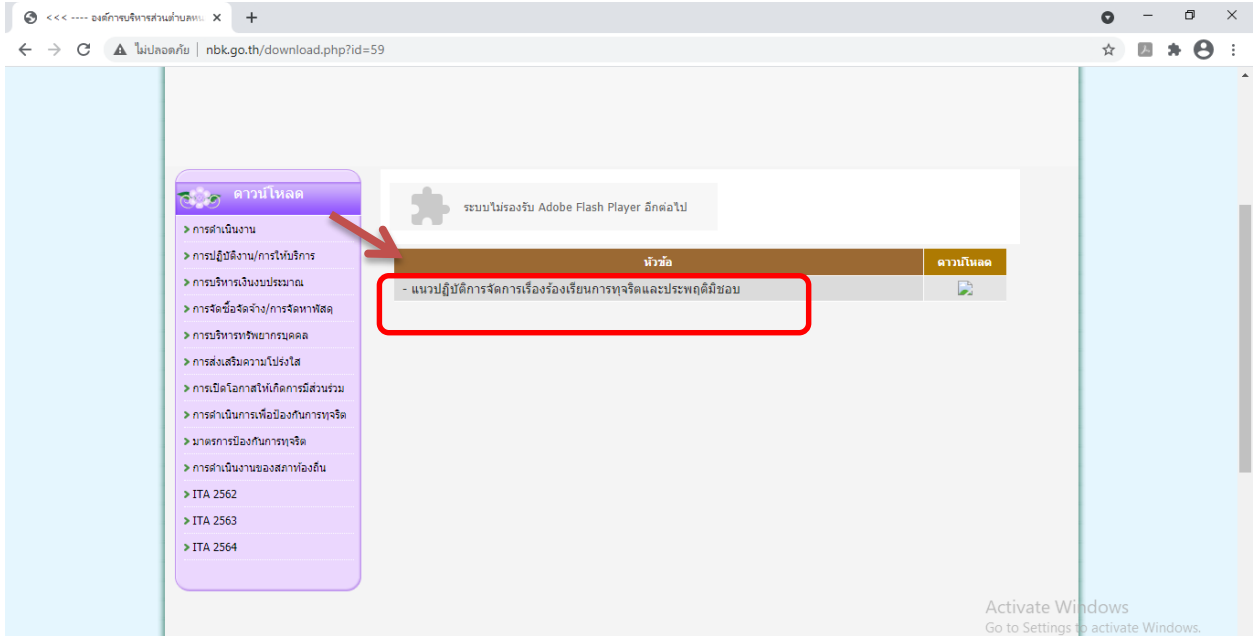 <<< ---- องค์การบริหารส่วนตำบลหน
ไม่ปลอดภัย | nbk.go.th/download.php?id=59
ดาวน์โหลด
การดำเนินงาน
การปฏิบัติงาน/การให้บริการ
การบริหารเงินงบประมาณ
การจัดซื้อจัดจ้าง/การจัดหาพัสดุ
การบริหารทรัพยากรบุคคล
การส่งเสริมความโปร่งใส
การเปิดโอกาสให้เกิดการมีส่วนร่วม
การดำเนินการเพื่อป้องกันการทุจริต
มาตรการป้องกันการทุจริต
การดำเนินงานของสภาท้องถิ่น
ITA 2562
ITA 2563
ITA 2564
ระบบไม่รองรับ Adobe Flash Player อีกต่อไป
หัวข้อ ดาวน์โหลด
- แนวปฏิบัติการจัดการเรื่องร้องเรียนการทุจริตและประพฤติมิชอบ
Activate Windows
Go to Settings to activate Windows.